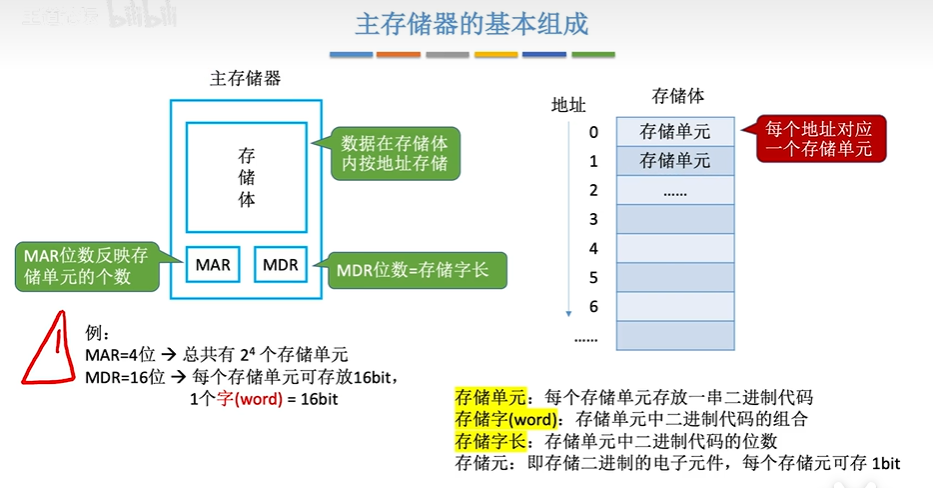 bilibili
主存储器的基本组成
主存储器
存
储
体
MAR
MDR
数据在存储体
内按地址存储
MAR位数反映存
储单元的个数
MDR位数=存储字长
例：
MAR=4位 → 总共有 2⁴ 个存储单元
MDR=16位 → 每个存储单元可存放16bit，
1个字(word) = 16bit
地址
存储体
0
存储单元
1
存储单元
2
......
3
4
5
6
......
每个地址对应
一个存储单元
存储单元：每个存储单元存放一串二进制代码
存储字(word)：存储单元中二进制代码的组合
存储字长：存储单元中二进制代码的位数
存储元：即存储二进制的电子元件，每个存储元可存 1bit